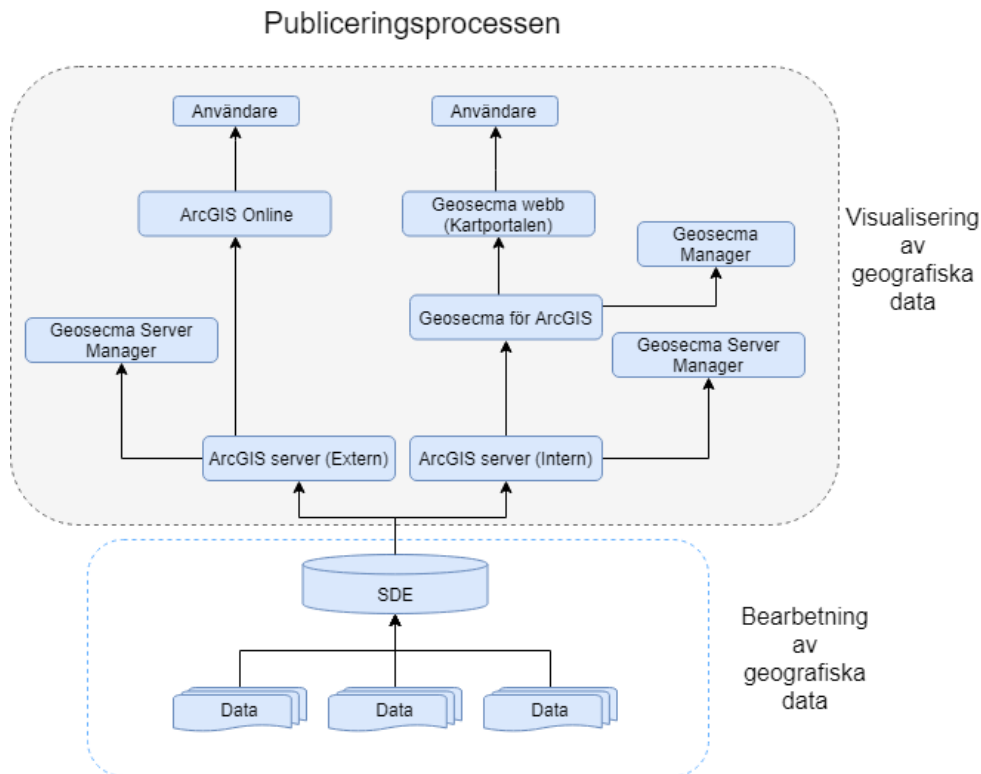 Publiceringsprocessen
Användare
Användare
ArcGIS Online
Geosecma webb
(Kartportalen)
Geosecma
Manager
Visualisering
av
geografiska
data
Geosecma för ArcGIS
Geosecma Server
Manager
Geosecma Server
Manager
ArcGIS server (Extern)
ArcGIS server (Intern)
SDE
Bearbetning
av
geografiska
data
Data
Data
Data